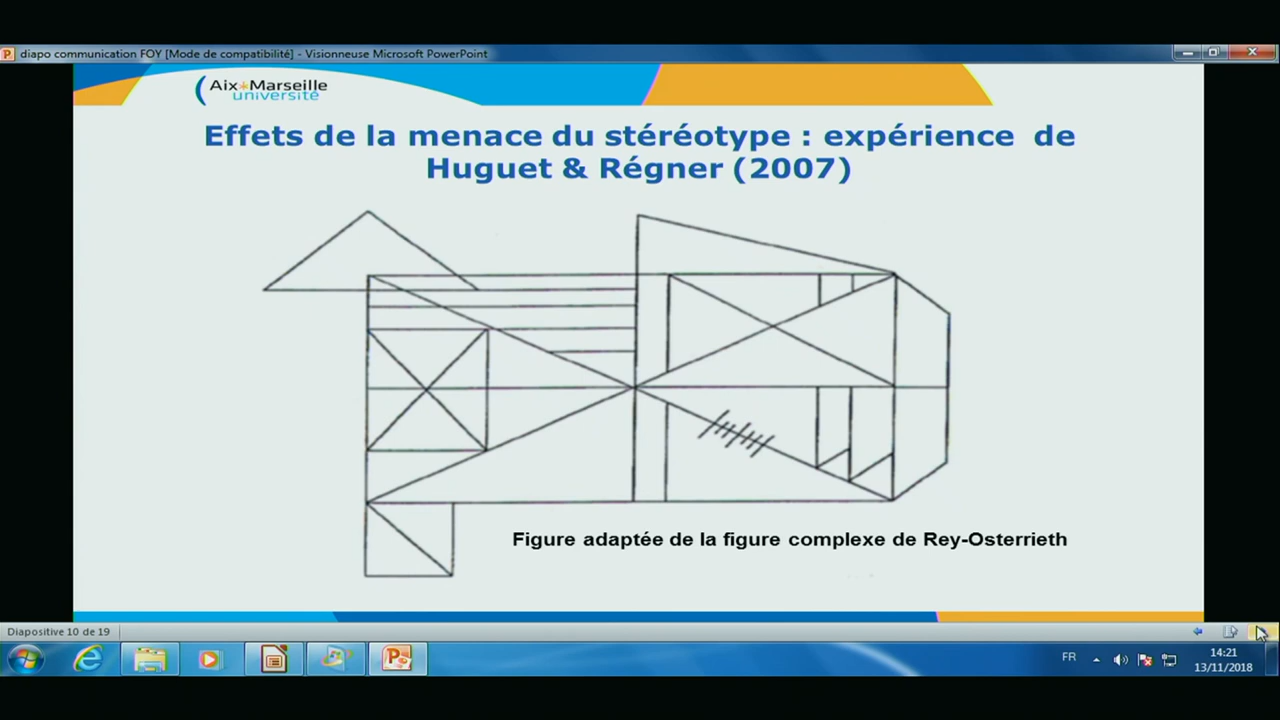 diapo communication FOY [Mode de compatibilité] - Visionneuse Microsoft PowerPoint
Aix*Marseille
université
Effets de la menace du stéréotype : expérience de
Huguet & Régner (2007)
Figure adaptée de la figure complexe de Rey-Osterrieth
Diapositive 10 de 19
FR
14:21
13/11/2018